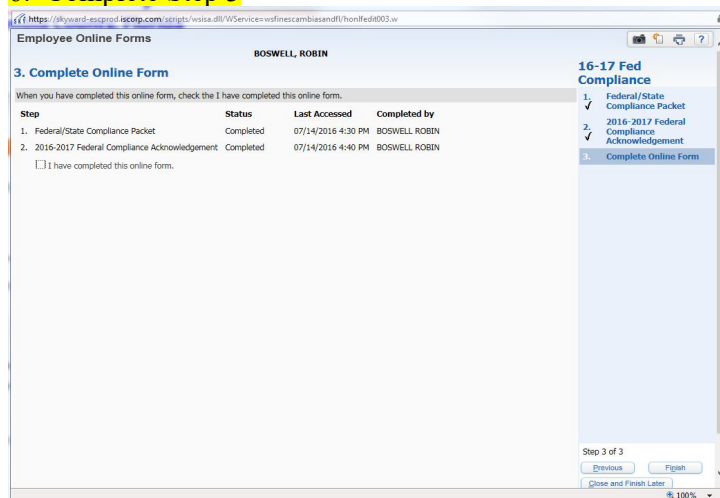 https://skyward-escprod.iscorp.com/scripts/wsisa.dll/WService=wsfinescambiasandfl/honlfedit003.w
Employee Online Forms
?
BOSWELL, ROBIN
3. Complete Online Form
When you have completed this online form, check the I have completed this online form.
Step Status Last Accessed Completed by
1. Federal/State Compliance Packet Completed 07/14/2016 4:30 PM BOSWELL ROBIN
2. 2016-2017 Federal Compliance Acknowledgement Completed 07/14/2016 4:40 PM BOSWELL ROBIN
I have completed this online form.
16-17 Fed
Compliance
1. Federal/State
Compliance Packet
2. 2016-2017 Federal
Compliance
Acknowledgement
3. Complete Online Form
Step 3 of 3
Previous Finish
Close and Finish Later
100%